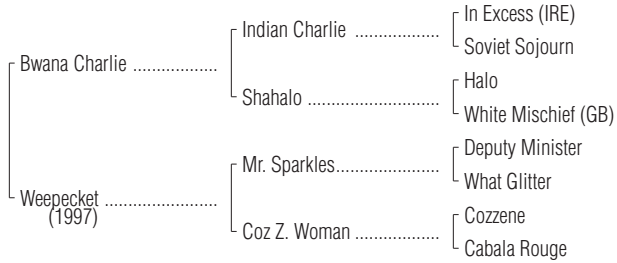 In Excess (IRE)
Indian Charlie ..................
Soviet Sojourn
Bwana Charlie ..................
Halo
Shahalo ............................
White Mischief (GB)
Deputy Minister
Mr. Sparkles......................
What Glitter
Weepecket ........................
(1997)
Cozzene
Coz Z. Woman ..................
Cabala Rouge